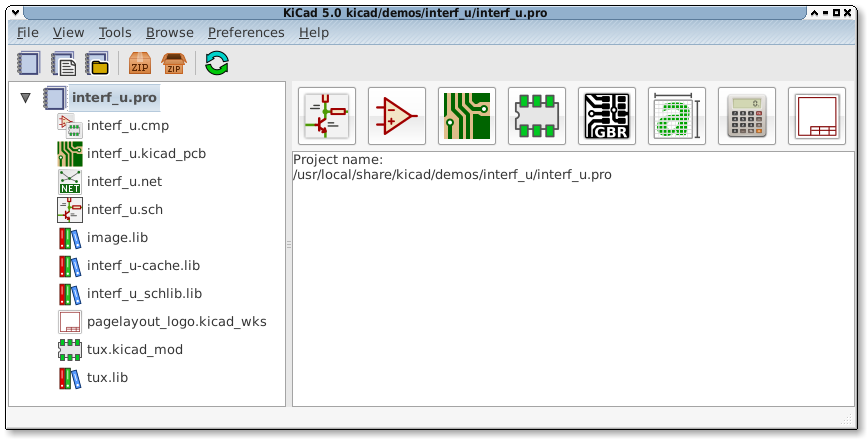 KiCad 5.0 kicad/demos/interf_u/interf_u.pro
File View Tools Browse Preferences Help
ZIP ZIP
interf_u.pro
interf_u.cmp
interf_u.kicad_pcb
NET interf_u.net
interf_u.sch
image.lib
interf_u-cache.lib
interf_u_schlib.lib
pagelayout_logo.kicad_wks
tux.kicad_mod
tux.lib
GBR a 0.
Project name:
/usr/local/share/kicad/demos/interf_u/interf_u.pro